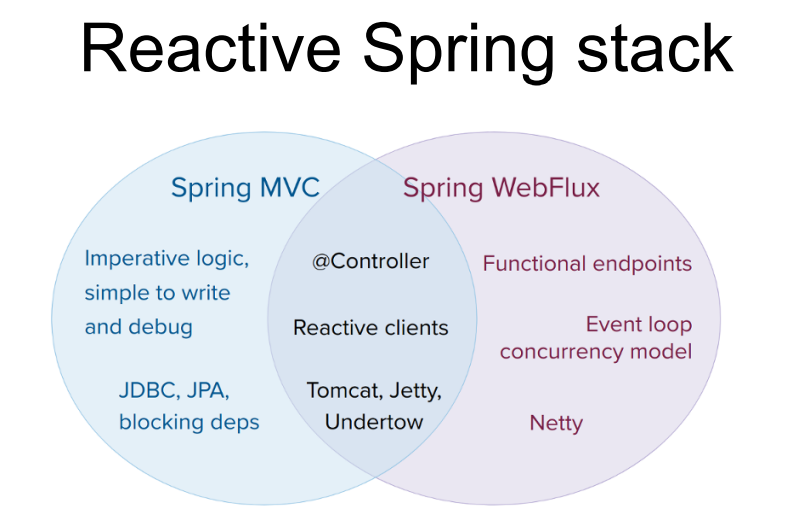 Reactive Spring stack
Spring MVC
Imperative logic,
simple to write
and debug
JDBC, JPA,
blocking deps
@Controller
Reactive clients
Tomcat, Jetty,
Undertow
Spring WebFlux
Functional endpoints
Event loop
concurrency model
Netty